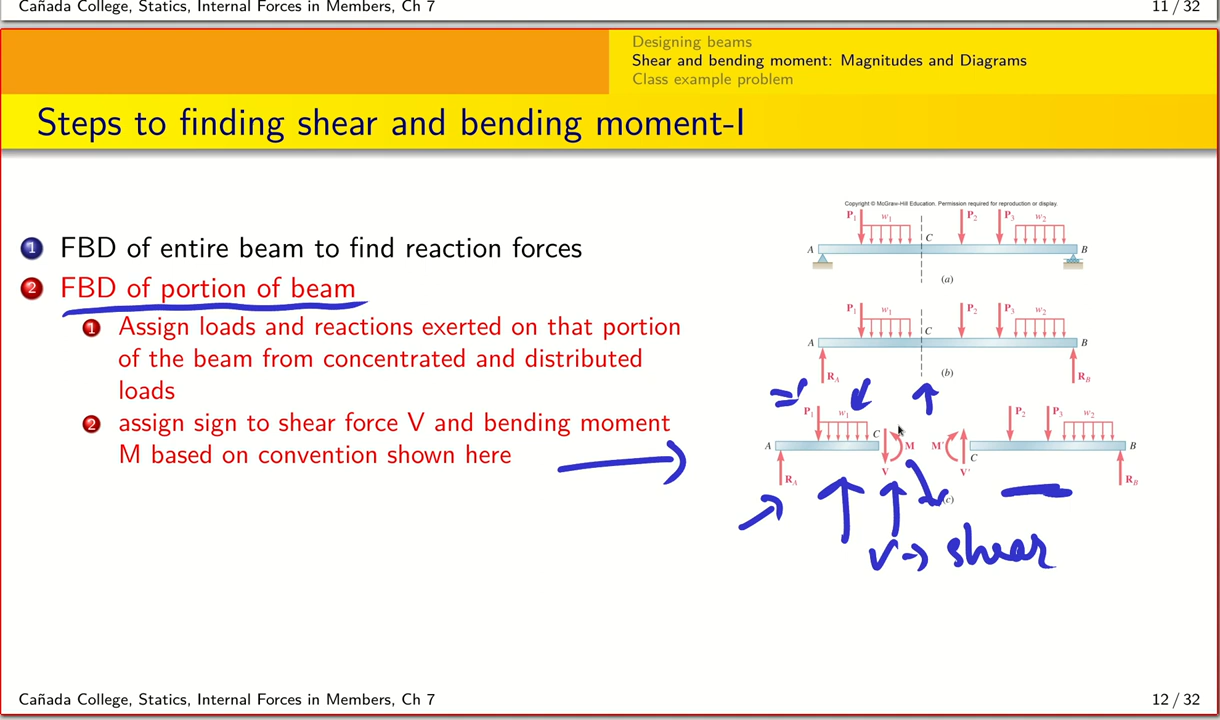 Cañada College, Statics, Internal Forces in Members, Ch 7
11 / 32
Designing beams
Shear and bending moment: Magnitudes and Diagrams
Class example problem
Steps to finding shear and bending moment-I
1 FBD of entire beam to find reaction forces
2 FBD of portion of beam
1 Assign loads and reactions exerted on that portion
of the beam from concentrated and distributed
loads
2 assign sign to shear force V and bending moment
M based on convention shown here
Copyright © McGraw-Hill Education. Permission required for reproduction or display.
P1 w1 P2 P3 w2
A C B
(a)
P1 w1 P2 P3 w2
A C B
RA (b) RB
P1 w1 P2 P3 w2
A C M M' C B
RA V V' RB
(c)
V → shear
Cañada College, Statics, Internal Forces in Members, Ch 7
12 / 32